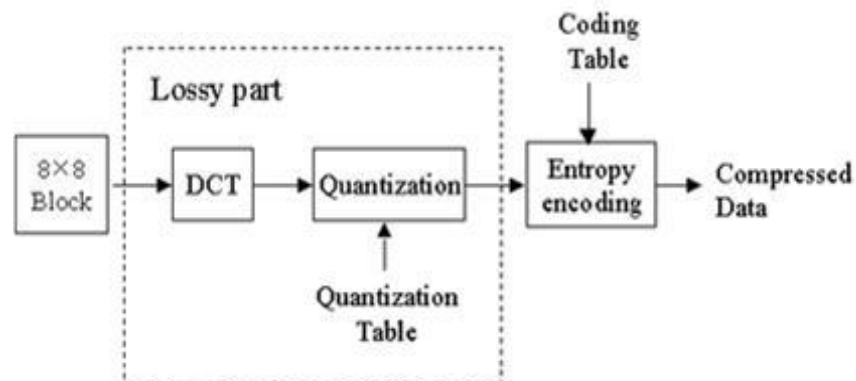 Coding
Table
Lossy part
8×8
Block
DCT
Quantization
Entropy
encoding
Compressed
Data
Quantization
Table